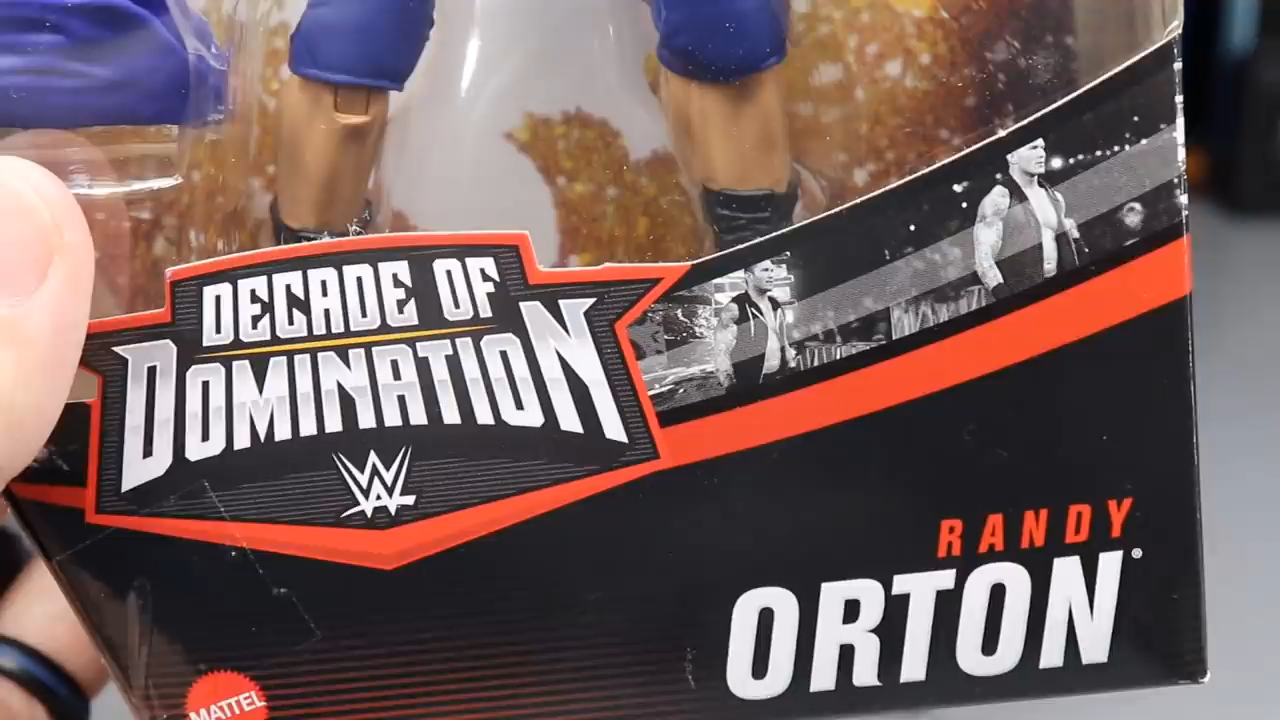 DECADE OF
DOMINATION
W
RANDY
ORTON®
MATTEL